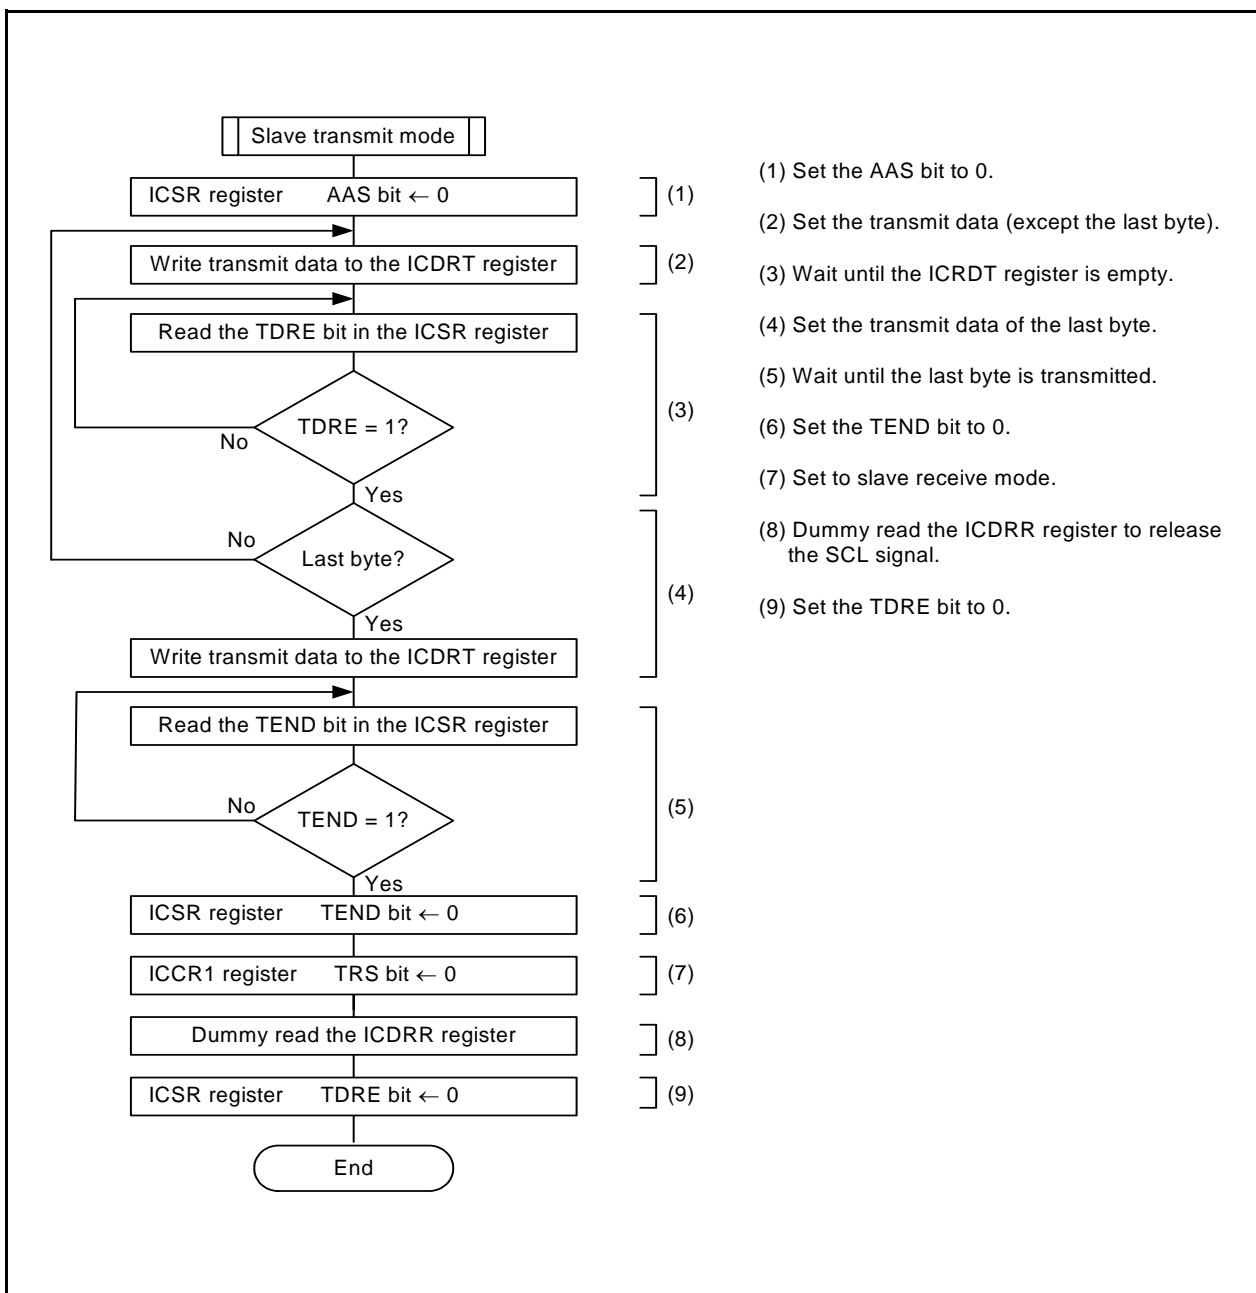 Slave transmit mode
ICSR register AAS bit ← 0
(1)
Write transmit data to the ICDRT register
(2)
Read the TDRE bit in the ICSR register
TDRE = 1?
No
Yes
(3)
Last byte?
No
Yes
Write transmit data to the ICDRT register
(4)
Read the TEND bit in the ICSR register
TEND = 1?
No
Yes
(5)
ICSR register TEND bit ← 0
(6)
ICCR1 register TRS bit ← 0
(7)
Dummy read the ICDRR register
(8)
ICSR register TDRE bit ← 0
(9)
End
(1) Set the AAS bit to 0.
(2) Set the transmit data (except the last byte).
(3) Wait until the ICRDT register is empty.
(4) Set the transmit data of the last byte.
(5) Wait until the last byte is transmitted.
(6) Set the TEND bit to 0.
(7) Set to slave receive mode.
(8) Dummy read the ICDRR register to release
the SCL signal.
(9) Set the TDRE bit to 0.